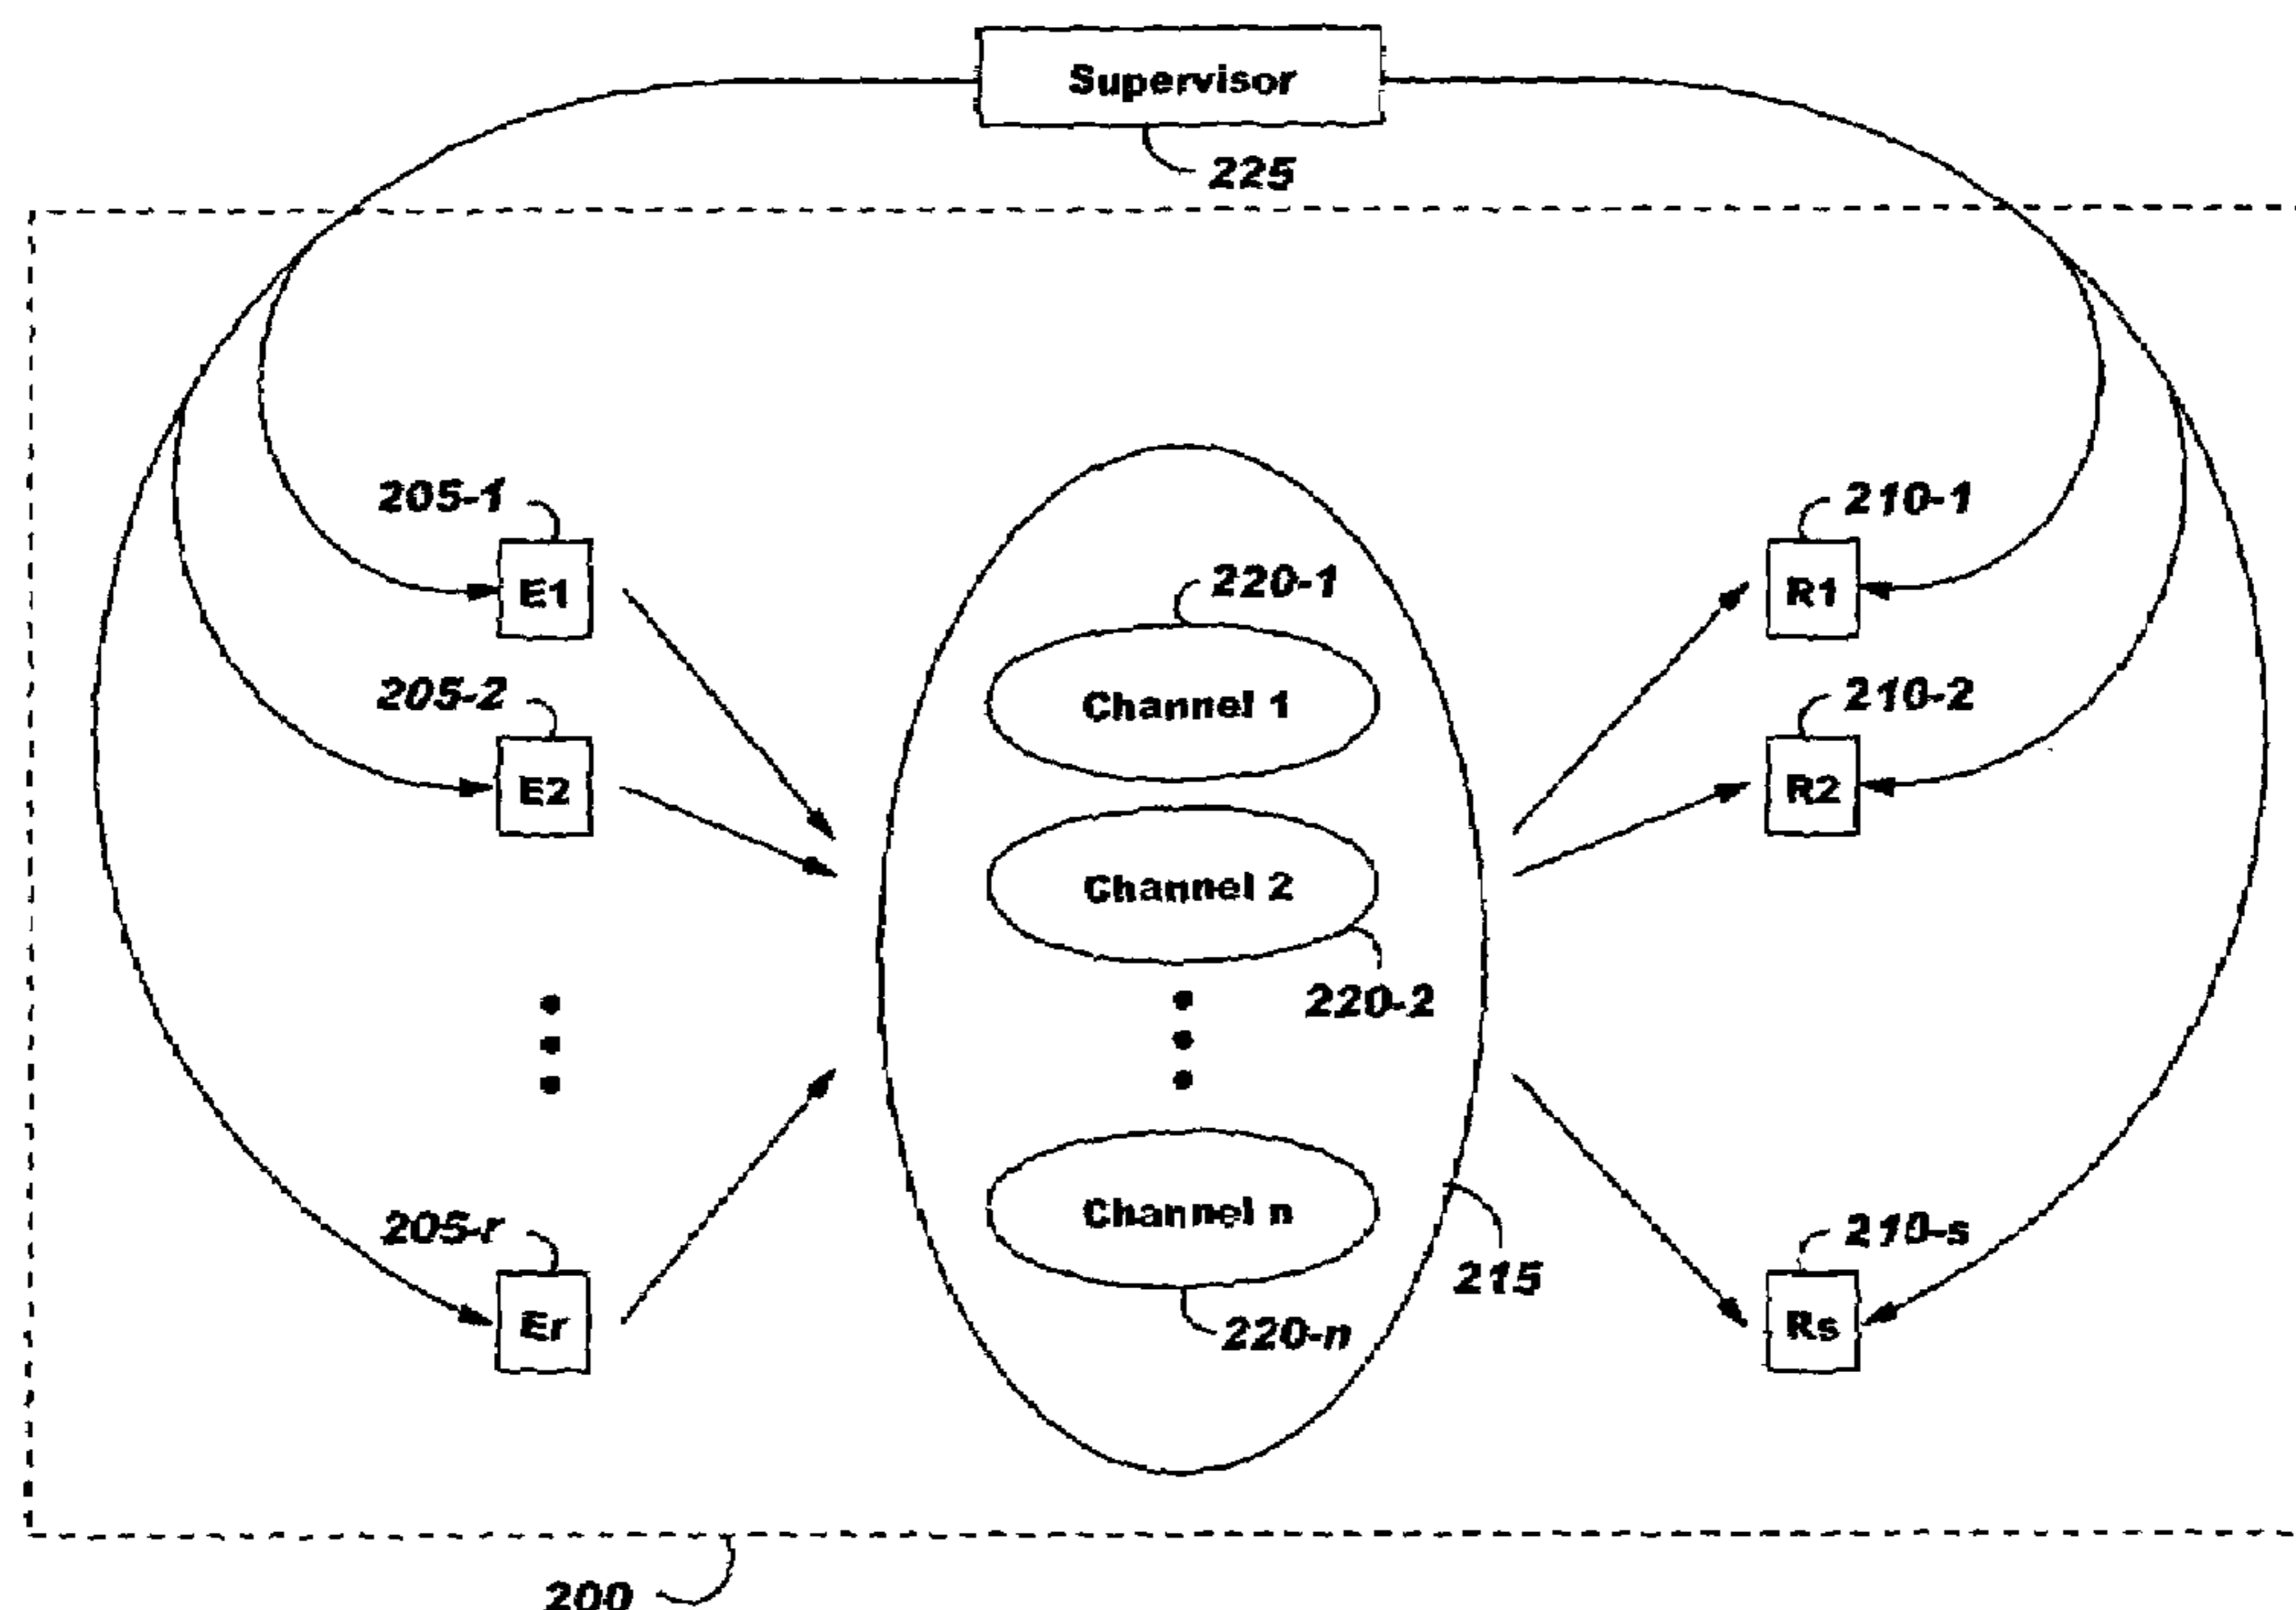 Supervisor
225
205-1
E1
205-2
E2
205-r
Er
220-1
Channel 1
Channel 2
220-2
Channel n
220-n
215
210-1
R1
210-2
R2
210-s
Rs
200